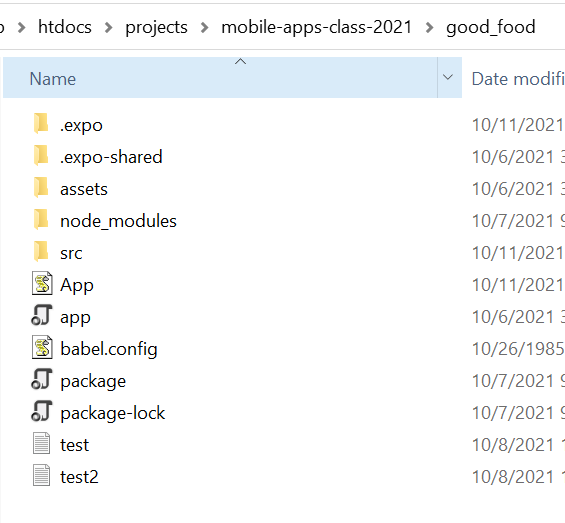 htdocs > projects > mobile-apps-class-2021 > good_food
Name Date modifi
.expo 10/11/2021
.expo-shared 10/6/2021 3
assets 10/6/2021 3
node_modules 10/7/2021 9
src 10/11/2021
App 10/11/2021
app 10/6/2021 3
babel.config 10/26/1985
package 10/7/2021 9
package-lock 10/7/2021 9
test 10/8/2021 1
test2 10/8/2021 1